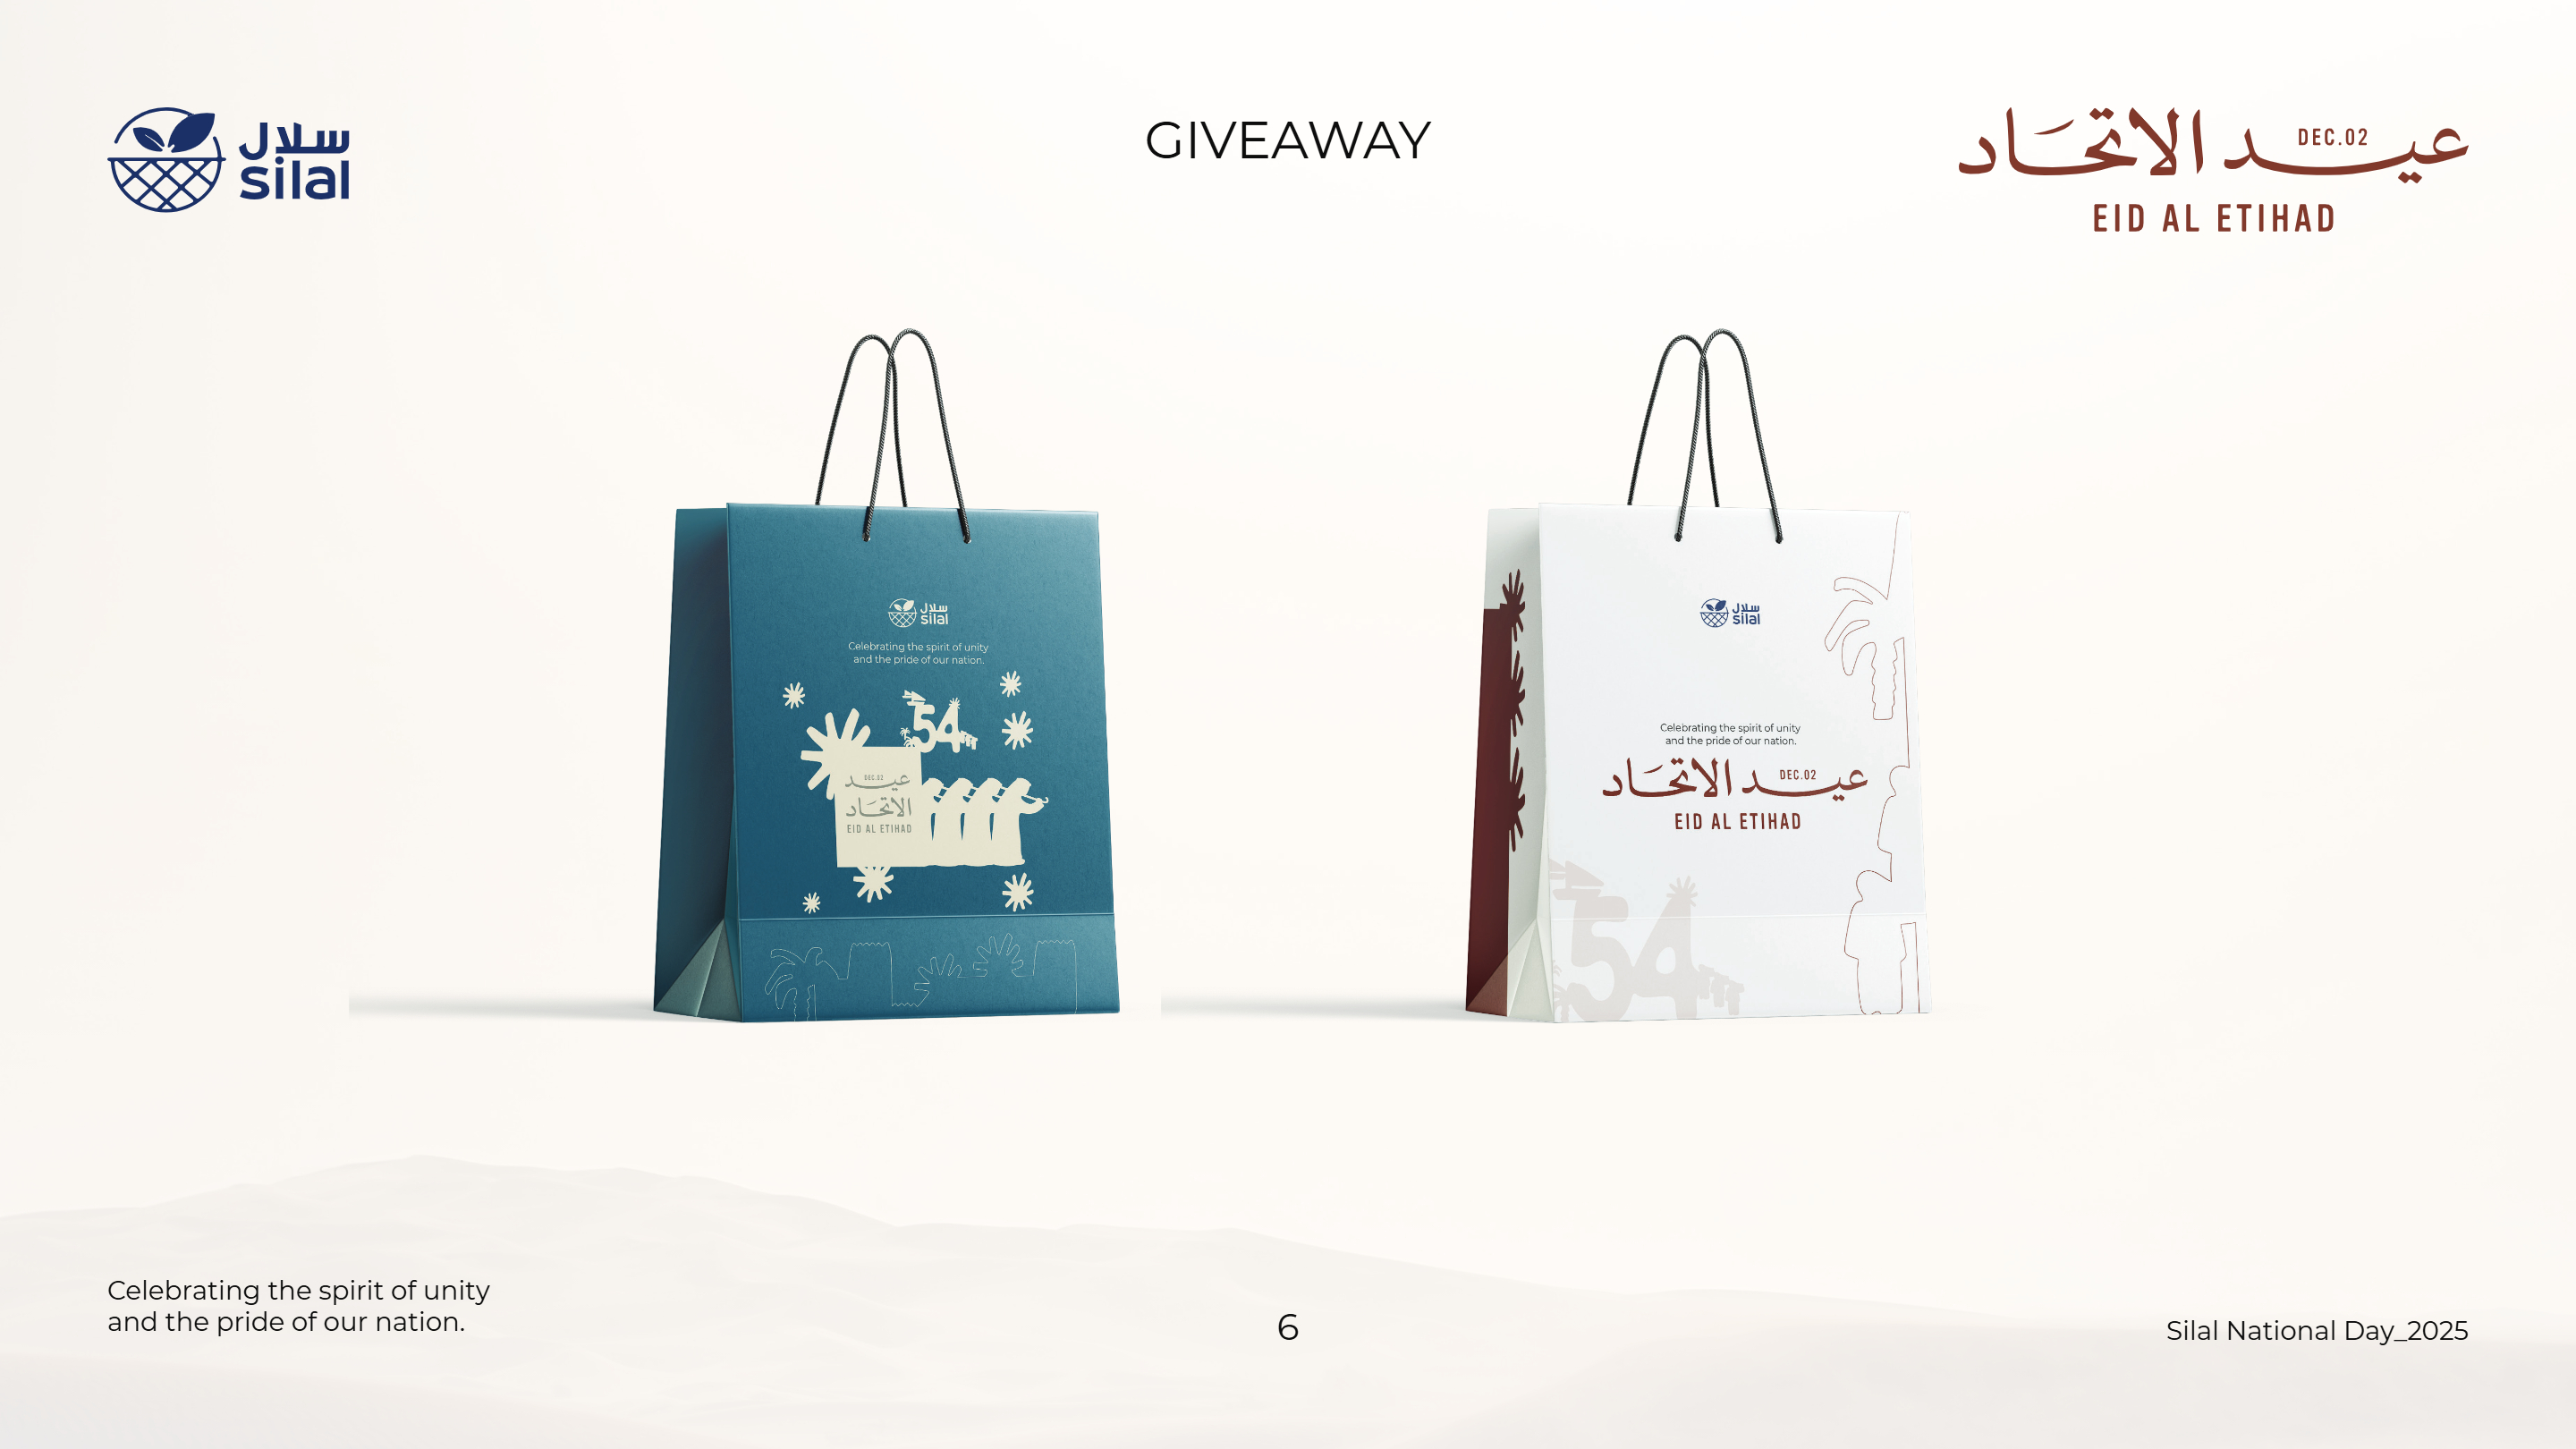 سلال
silal
GIVEAWAY
عيد الاتحاد
DEC.02
EID AL ETIHAD
سلال
silal
Celebrating the spirit of unity
and the pride of our nation.
54
DEC.02
عيد
الاتحاد
EID AL ETIHAD
سلال
silal
Celebrating the spirit of unity
and the pride of our nation.
عيد الاتحاد
DEC.02
EID AL ETIHAD
54
Celebrating the spirit of unity
and the pride of our nation.
6
Silal National Day_2025